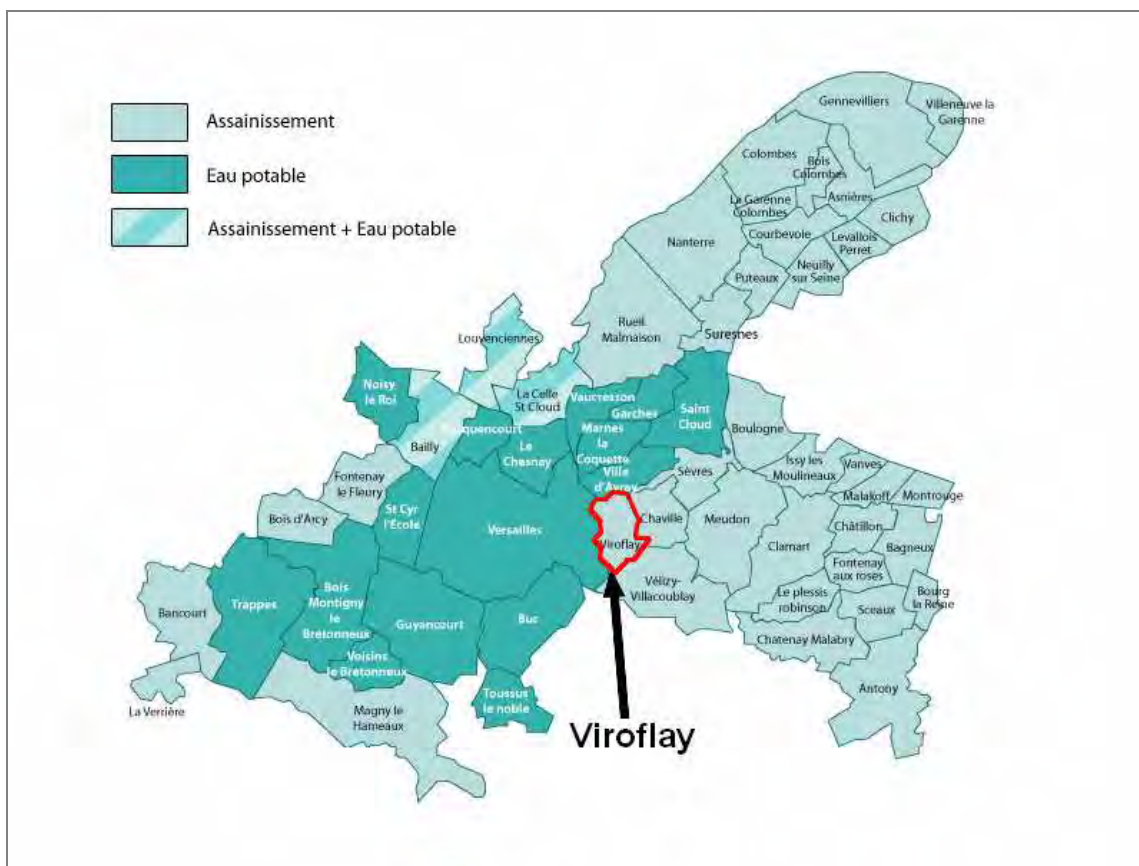 Assainissement
Eau potable
Assainissement + Eau potable
Gennevilliers
Villeneuve la
Garenne
Colombes
Bois
Colombes
La Garenne
Colombes
Asnières
Clichy
Courbevoie
Levallois
Perret
Nanterre
Puteaux
Neuilly
sur Seine
Rueil
Malmaison
Suresnes
Louvenciennes
Noisy
le Roi
La Celle
St Cloud
Vaucresson
Garches
Saint
Cloud
Bailly
Le
Chesnay
Marnes
la
Coquette
Boulogne
Ville
d'Avray
Sèvres
Issy les
Moulineaux
Vanves
Malakoff
Montrouge
Fontenay
le Fleury
Bois d'Arcy
St Cyr
l'École
Versailles
Viroflay
Chaville
Meudon
Clamart
Châtillon
Bagneux
Fontenay
aux roses
Vélizy-
Villacoublay
Le plessis
robinson
Sceaux
Bourg
la Reine
Chatenay Malabry
Antony
Bancourt
Trappes
Bois
Montigny
le
Bretonneux
Guyancourt
Buc
Voisins
le Bretonneux
Toussus
le noble
La Verrière
Magny le
Hameaux
Viroflay